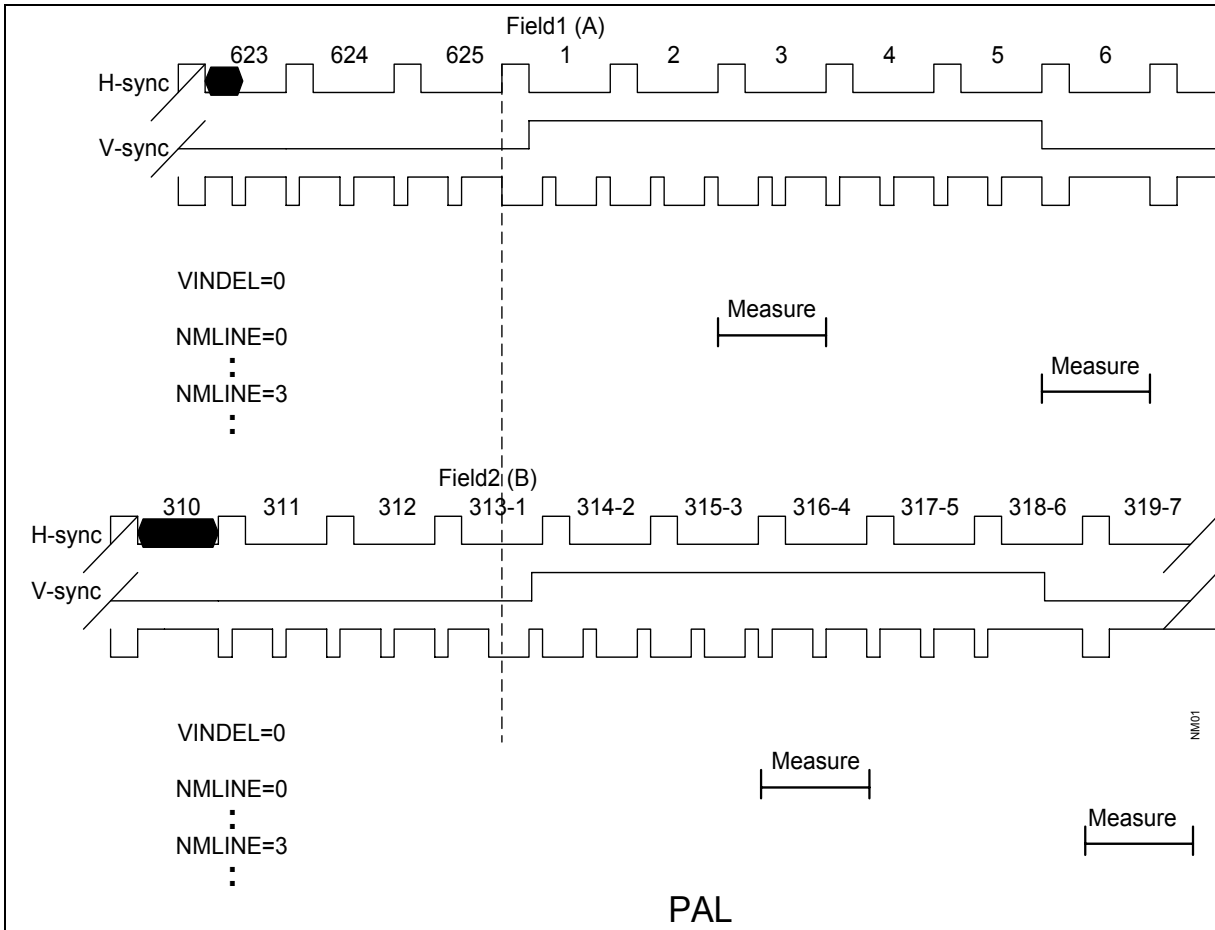 Field1 (A)
623 624 625 1 2 3 4 5 6
H-sync
V-sync
VINDEL=0
Measure
NMLINE=0
:
Measure
NMLINE=3
:
Field2 (B)
310 311 312 313-1 314-2 315-3 316-4 317-5 318-6 319-7
H-sync
V-sync
NM01
VINDEL=0
Measure
NMLINE=0
:
Measure
NMLINE=3
:
PAL